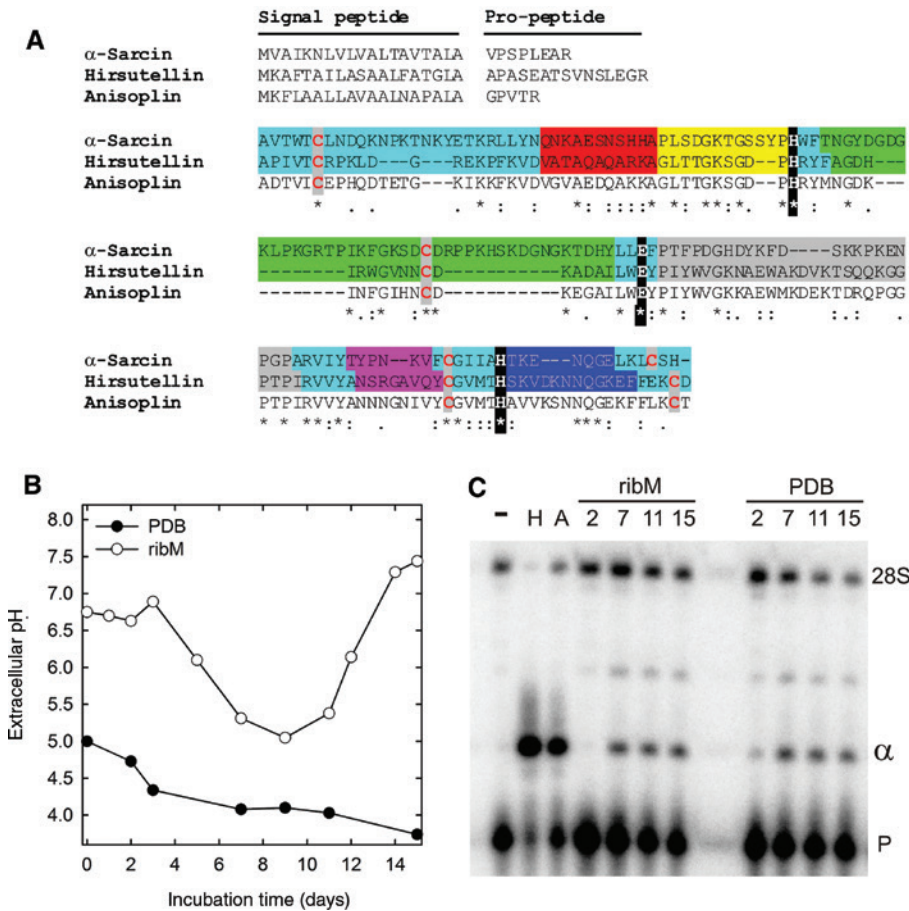 A
Signal peptide Pro-peptide
α-Sarcin MVAIKNLVLVALTAVTALA VPSPLEAR
Hirsutellin MKAFTAILASAALFATGLA APASEATSVNSLEGR
Anisoplin MKFLAALLAVAALNAPALA GPVTR
α-Sarcin AVTWTCLNDQKNPKTNKYETKRLLYNQNKAESNSHHAPLSDGKTGSSYPHWFTNGYDGDG
Hirsutellin APIVTCRPKLD---G---REKPFKVDVATAQAQARKAGLTTGKSGD--PHRYFAGDH---
Anisoplin ADTVICEPHQDTETG---KIKKFKVDVGVAEDQAKKAGLTTGKSGD--PHRYMNGDK---
* . . . * : * : : : * : * * * : * * * : * .
α-Sarcin KLPKGRTPIKFGKSDCDRPPKHSKDGNGKTDHYLLEFPTFPDGHDYKFD----SKKPKEN
Hirsutellin --------IRWGVNNCD-----------KADAILWEYPIYWVGKNAEWAKDVKTSQQKGG
Anisoplin --------INFGIHNCD-----------KEGAILWEYPIYWVGKKAEWMKDEKTDRQPGG
* . : * : * * * . * : * : * * : : : . : .
α-Sarcin PGPARVIYTYPN--KVFCGIIAHTKE--NQGELKLCSH-
Hirsutellin PTPIRVVYANSRGAVQYCGVMTHSKVDKNNQGKEFFEKCD
Anisoplin PTPIRVVYANNNGNIVYCGVMTHAVVKSNNQGEKFFLKCD
* * * * : * . : * * : : : * : * * * : : .
B
PDB
ribM
Extracellular pH
8.0
7.5
7.0
6.5
6.0
5.5
5.0
4.5
4.0
0 2 4 6 8 10 12 14
Incubation time (days)
C
ribM PDB
- H A 2 7 11 15 2 7 11 15
28S
α
P